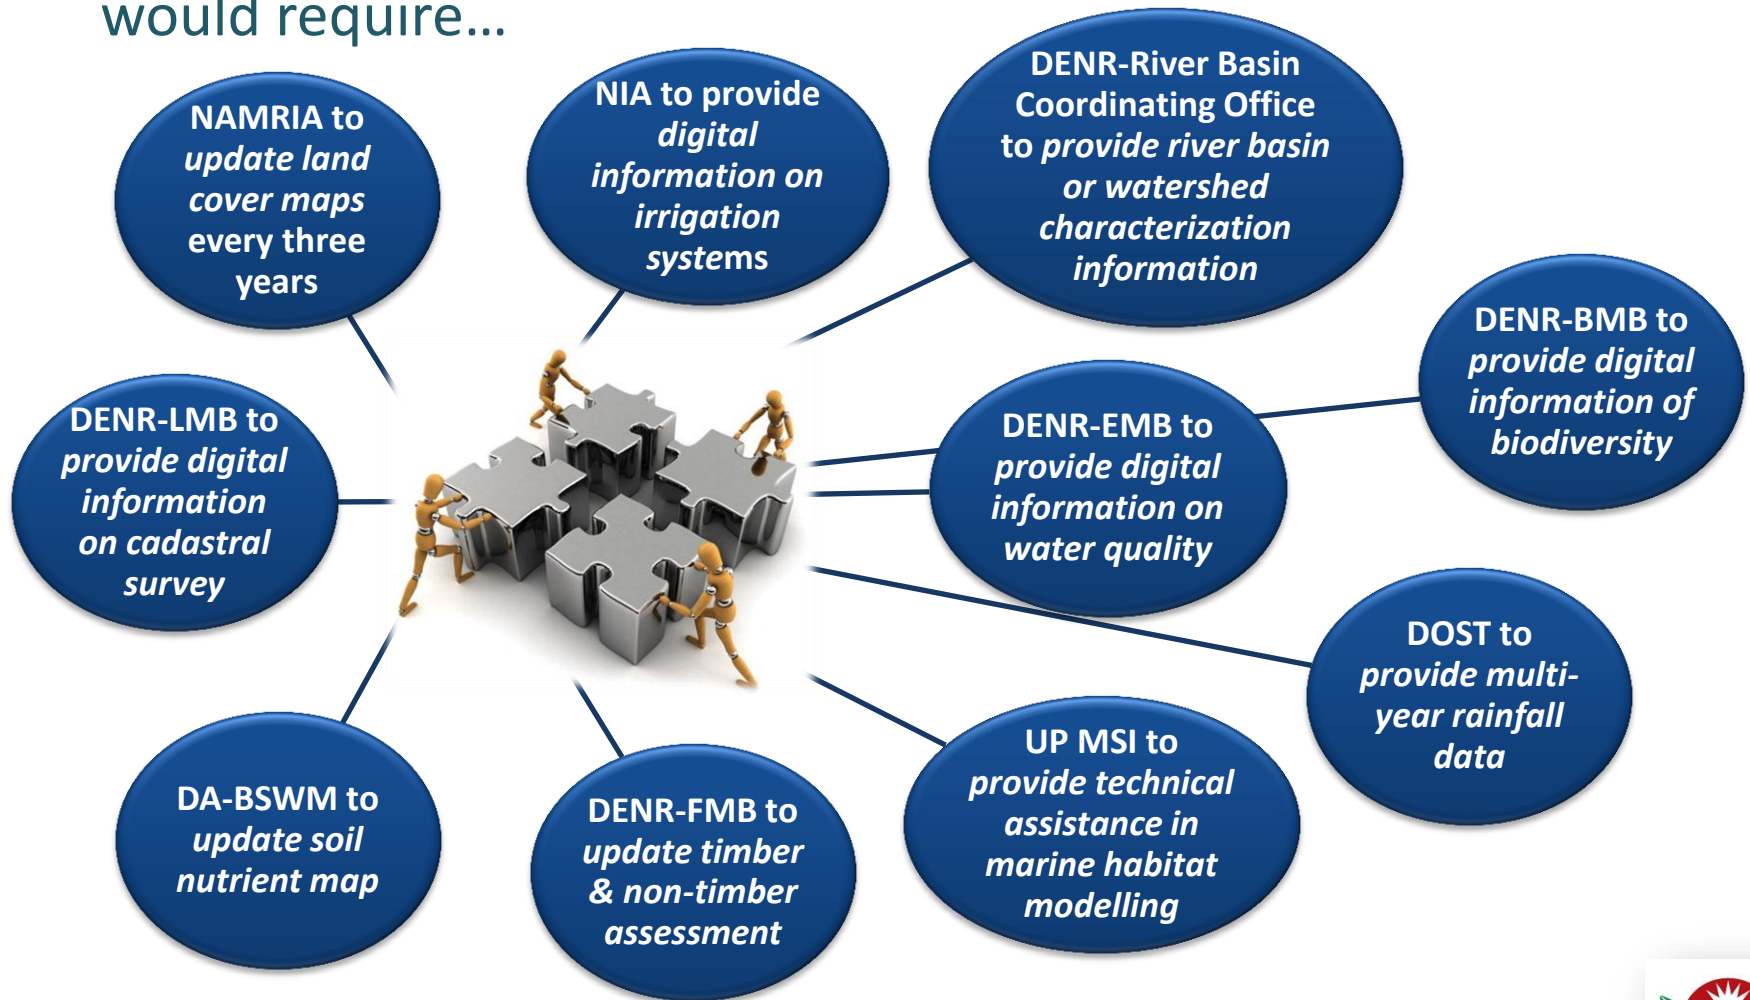 would require...
NAMRIA to
update land
cover maps
every three
years
NIA to provide
digital
information on
irrigation
systems
DENR-River Basin
Coordinating Office
to provide river basin
or watershed
characterization
information
DENR-BMB to
provide digital
information of
biodiversity
DENR-LMB to
provide digital
information
on cadastral
survey
DENR-EMB to
provide digital
information on
water quality
DOST to
provide multi-
year rainfall
data
DA-BSWM to
update soil
nutrient map
DENR-FMB to
update timber
& non-timber
assessment
UP MSI to
provide technical
assistance in
marine habitat
modelling